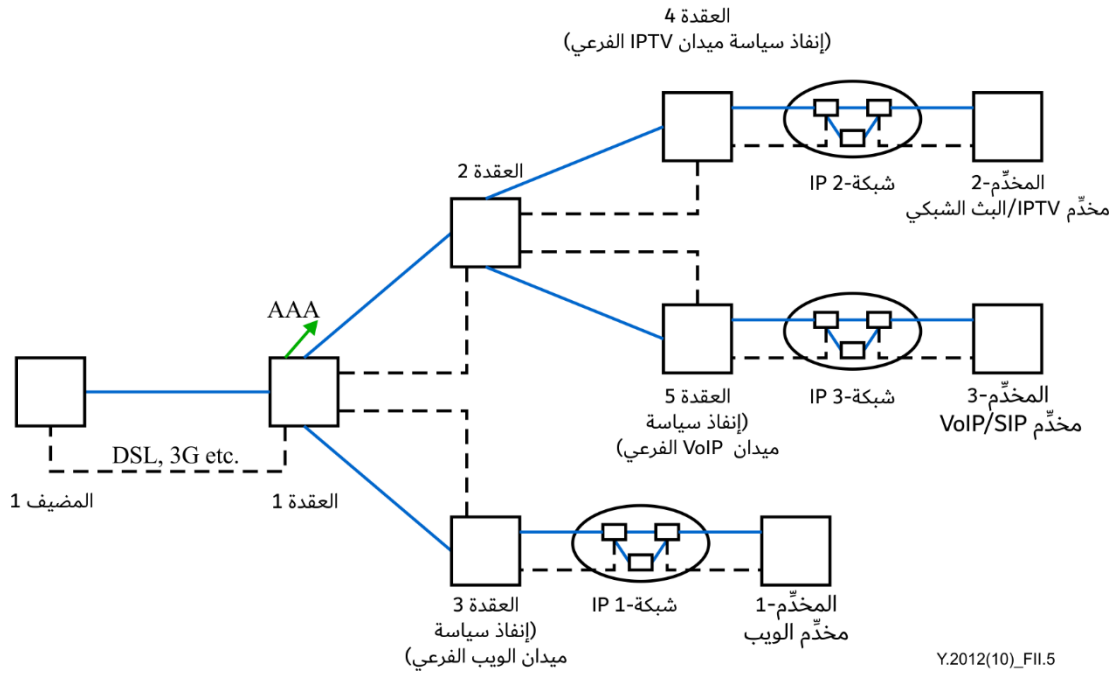 العقدة 4
(إنفاذ سياسة ميدان IPTV الفرعي)
العقدة 2
شبكة-2 IP
المخدِّم-2
مخدِّم IPTV/البث الشبكي
AAA
العقدة 5
(إنفاذ سياسة
ميدان VoIP الفرعي)
شبكة-3 IP
المخدِّم-3
مخدِّم VoIP/SIP
DSL, 3G etc.
المضيف 1
العقدة 1
العقدة 3
(إنفاذ سياسة
ميدان الويب الفرعي)
شبكة-1 IP
المخدِّم-1
مخدِّم الويب
Y.2012(10)_FII.5